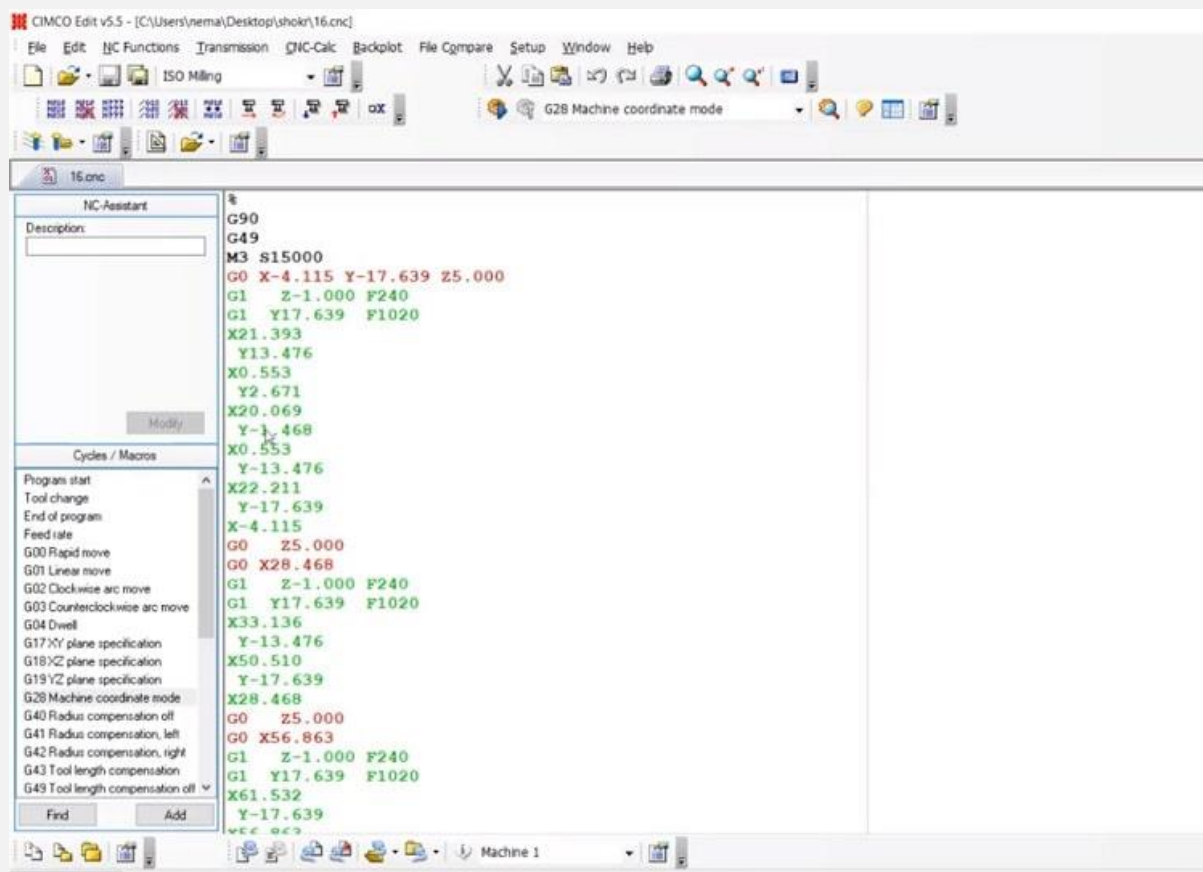 CIMCO Edit v5.5 - [C:\Users\nema\Desktop\shokr\16.cnc]
File Edit NC Functions Transmission CNC-Calc Backplot File Compare Setup Window Help
ISO Milling
G28 Machine coordinate mode
16.cnc
NC-Assistant
Description:
Modify
Cycles / Macros
Program start
Tool change
End of program
Feed rate
G00 Rapid move
G01 Linear move
G02 Clockwise arc move
G03 Counterclockwise arc move
G04 Dwell
G17 XY plane specification
G18 XZ plane specification
G19 YZ plane specification
G28 Machine coordinate mode
G40 Radius compensation off
G41 Radius compensation, left
G42 Radius compensation, right
G43 Tool length compensation
G49 Tool length compensation off
Find Add
%
G90
G49
M3 S15000
G0 X-4.115 Y-17.639 Z5.000
G1 Z-1.000 F240
G1 Y17.639 F1020
X21.393
Y13.476
X0.553
Y2.671
X20.069
Y-1.468
X0.553
Y-13.476
X22.211
Y-17.639
X-4.115
G0 Z5.000
G0 X28.468
G1 Z-1.000 F240
G1 Y17.639 F1020
X33.136
Y-13.476
X50.510
Y-17.639
X28.468
G0 Z5.000
G0 X56.863
G1 Z-1.000 F240
G1 Y17.639 F1020
X61.532
Y-17.639
Machine 1